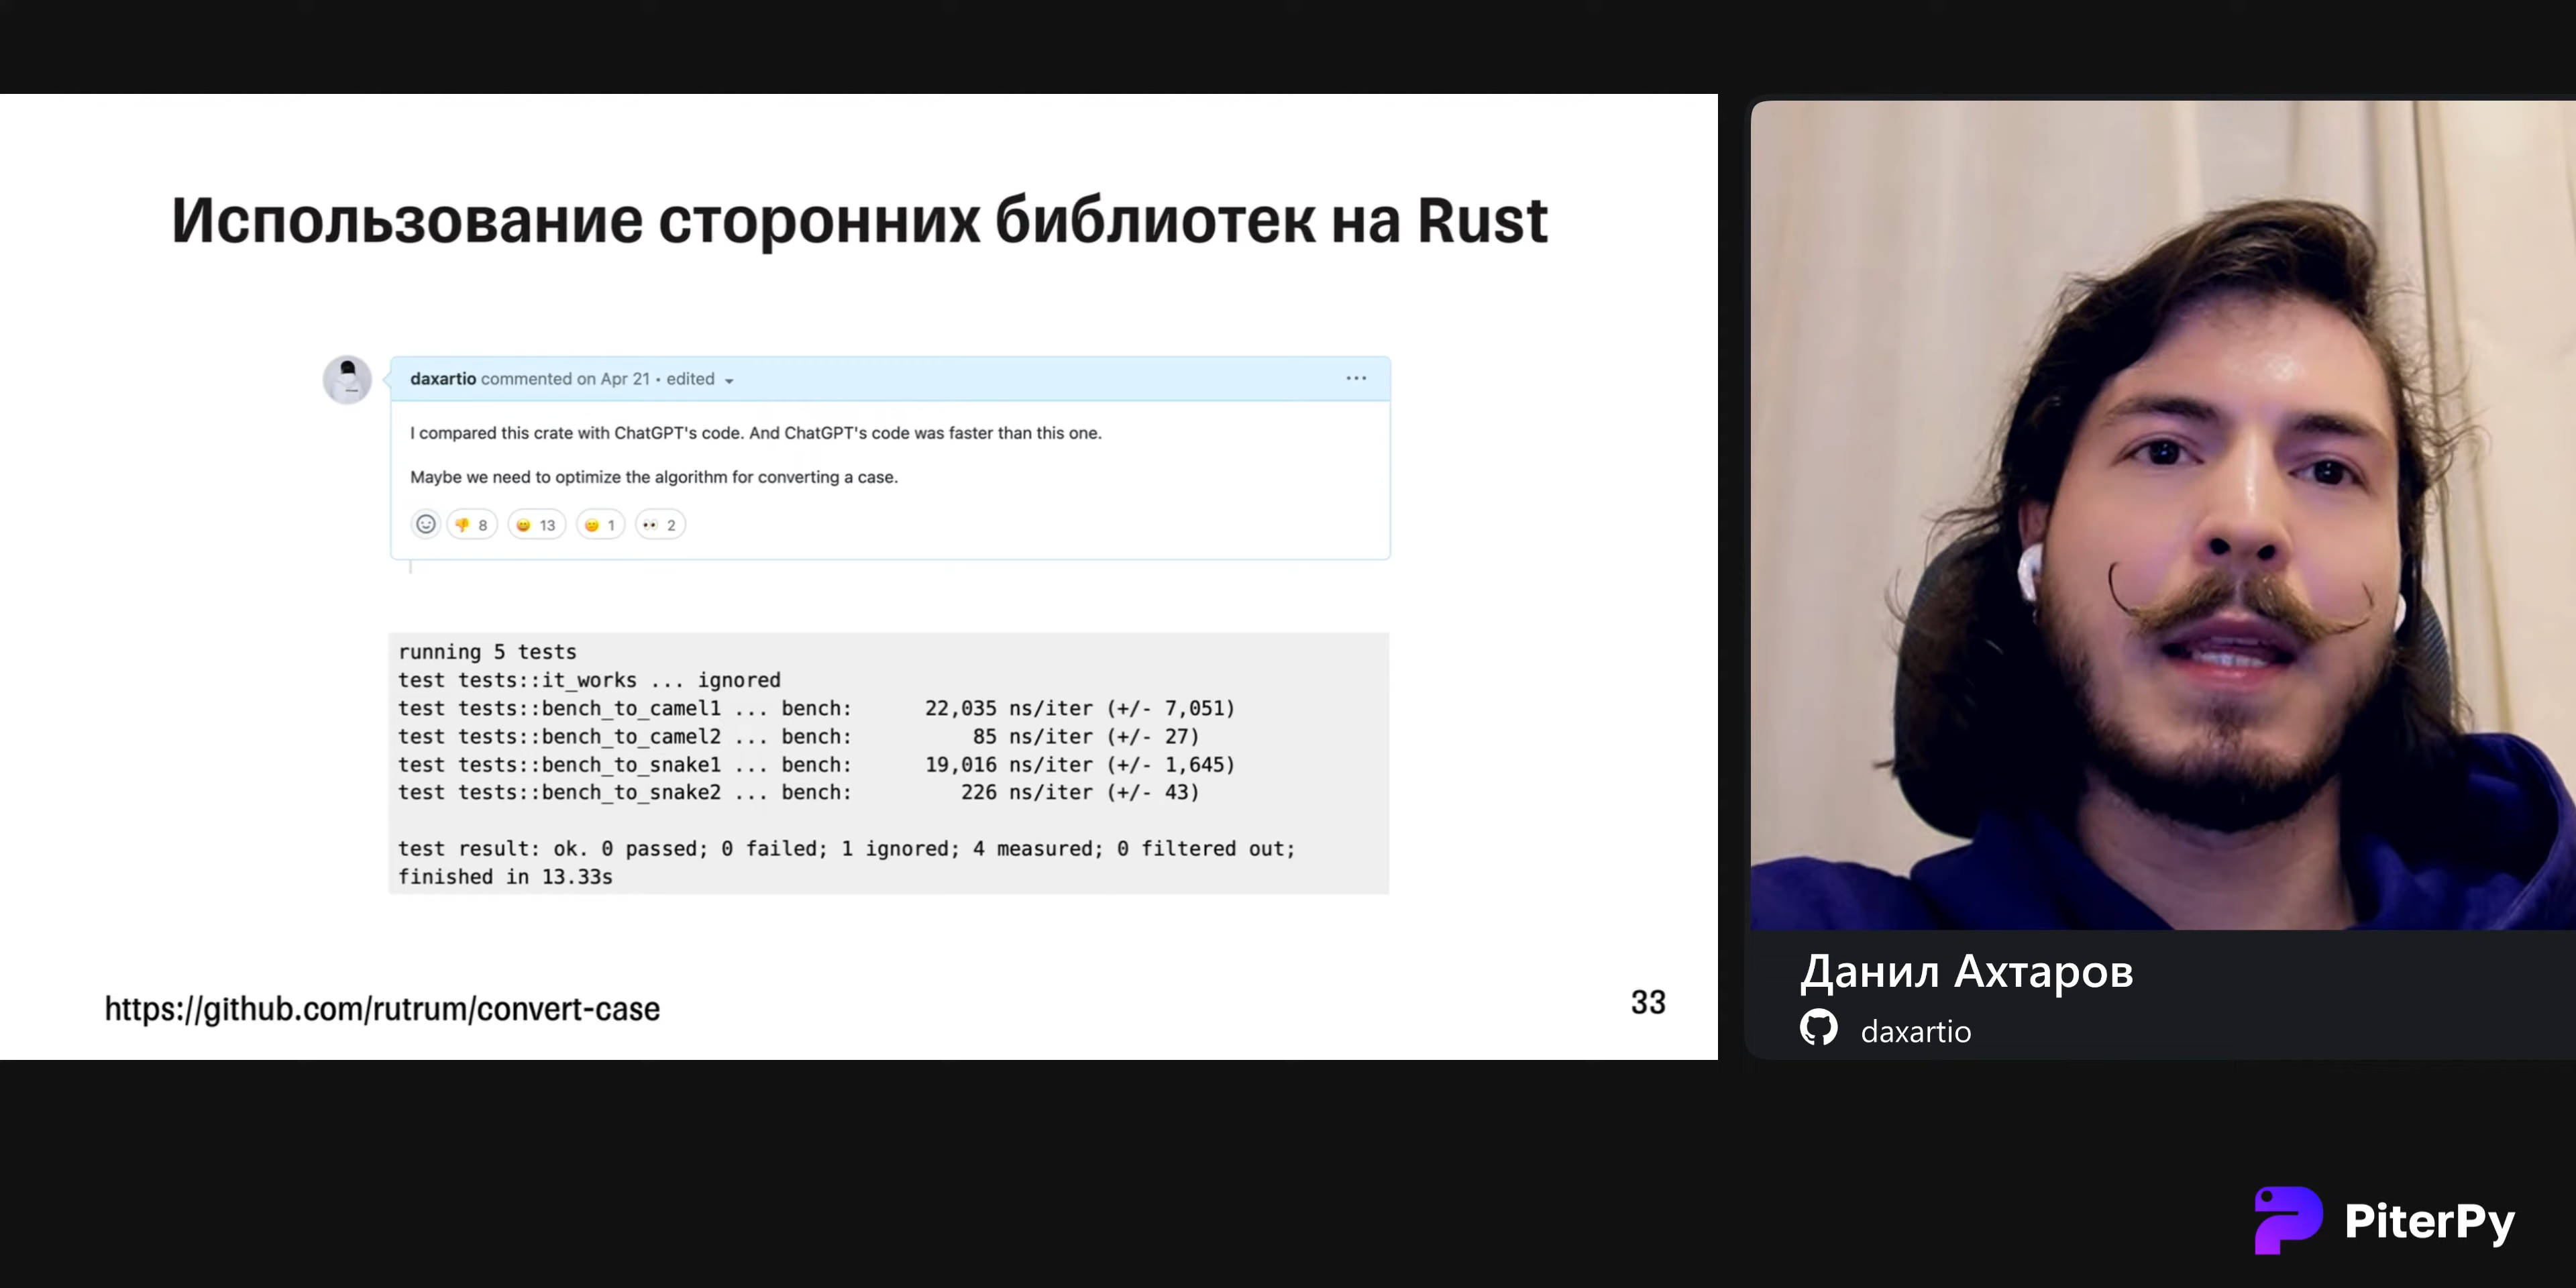 Использование сторонних библиотек на Rust
daxartio commented on Apr 21 • edited
I compared this crate with ChatGPT's code. And ChatGPT's code was faster than this one.
Maybe we need to optimize the algorithm for converting a case.
8 13 1 2
running 5 tests
test tests::it_works ... ignored
test tests::bench_to_camel1 ... bench:      22,035 ns/iter (+/- 7,051)
test tests::bench_to_camel2 ... bench:          85 ns/iter (+/- 27)
test tests::bench_to_snake1 ... bench:      19,016 ns/iter (+/- 1,645)
test tests::bench_to_snake2 ... bench:         226 ns/iter (+/- 43)
test result: ok. 0 passed; 0 failed; 1 ignored; 4 measured; 0 filtered out;
finished in 13.33s
https://github.com/rutrum/convert-case
33
Данил Ахтаров
daxartio
PiterPy